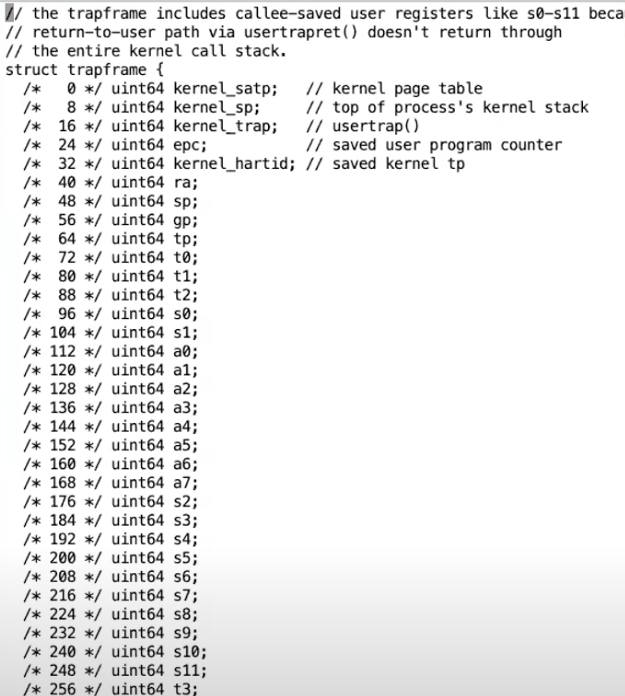 // the trapframe includes callee-saved user registers like s0-s11 beca
// return-to-user path via usertrapret() doesn't return through
// the entire kernel call stack.
struct trapframe {
  /*   0 */ uint64 kernel_satp;   // kernel page table
  /*   8 */ uint64 kernel_sp;     // top of process's kernel stack
  /*  16 */ uint64 kernel_trap;   // usertrap()
  /*  24 */ uint64 epc;           // saved user program counter
  /*  32 */ uint64 kernel_hartid; // saved kernel tp
  /*  40 */ uint64 ra;
  /*  48 */ uint64 sp;
  /*  56 */ uint64 gp;
  /*  64 */ uint64 tp;
  /*  72 */ uint64 t0;
  /*  80 */ uint64 t1;
  /*  88 */ uint64 t2;
  /*  96 */ uint64 s0;
  /* 104 */ uint64 s1;
  /* 112 */ uint64 a0;
  /* 120 */ uint64 a1;
  /* 128 */ uint64 a2;
  /* 136 */ uint64 a3;
  /* 144 */ uint64 a4;
  /* 152 */ uint64 a5;
  /* 160 */ uint64 a6;
  /* 168 */ uint64 a7;
  /* 176 */ uint64 s2;
  /* 184 */ uint64 s3;
  /* 192 */ uint64 s4;
  /* 200 */ uint64 s5;
  /* 208 */ uint64 s6;
  /* 216 */ uint64 s7;
  /* 224 */ uint64 s8;
  /* 232 */ uint64 s9;
  /* 240 */ uint64 s10;
  /* 248 */ uint64 s11;
  /* 256 */ uint64 t3;